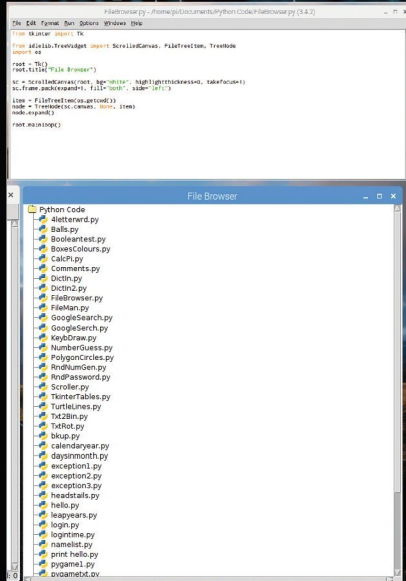 FileBrowser.py - /home/pi/Documents/Python Code/FileBrowser.py (3.4.2)
File Edit Format Run Options Windows Help
from tkinter import Tk
from idlelib.TreeWidget import ScrolledCanvas, FileTreeItem, TreeNode
import os
root = Tk()
root.title("File Browser")
sc = ScrolledCanvas(root, bg="white", highlightthickness=0, takefocus=1)
sc.frame.pack(expand=1, fill="both", side="left")
item = FileTreeItem(os.getcwd())
node = TreeNode(sc.canvas, None, item)
node.expand()
root.mainloop()
File Browser
Python Code
4letterwrd.py
Balls.py
Booleantest.py
BoxesColours.py
CalcPi.py
Comments.py
DictIn.py
DictIn2.py
FileBrowser.py
FileMan.py
GoogleSearch.py
GoogleSerch.py
KeybDraw.py
NumberGuess.py
PolygonCircles.py
RndNumGen.py
RndPassword.py
Scroller.py
TkinterTables.py
TurtleLines.py
Txt2Bin.py
TxtRot.py
bkup.py
calendaryear.py
daysinmonth.py
exception1.py
exception2.py
exception3.py
headstails.py
hello.py
leapyears.py
login.py
logintime.py
namelist.py
print hello.py
pygame1.py
pygametxt.py